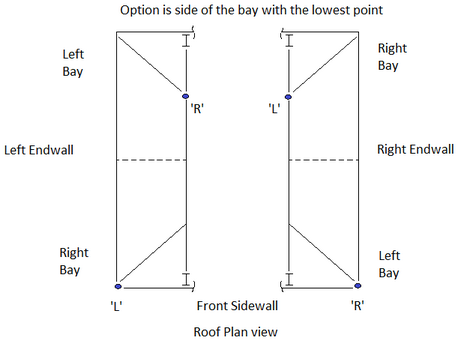 Option is side of the bay with the lowest point
Left
Bay
Right
Bay
'R'
'L'
Left Endwall
Right Endwall
Right
Bay
Left
Bay
'L'
Front Sidewall
'R'
Roof Plan view